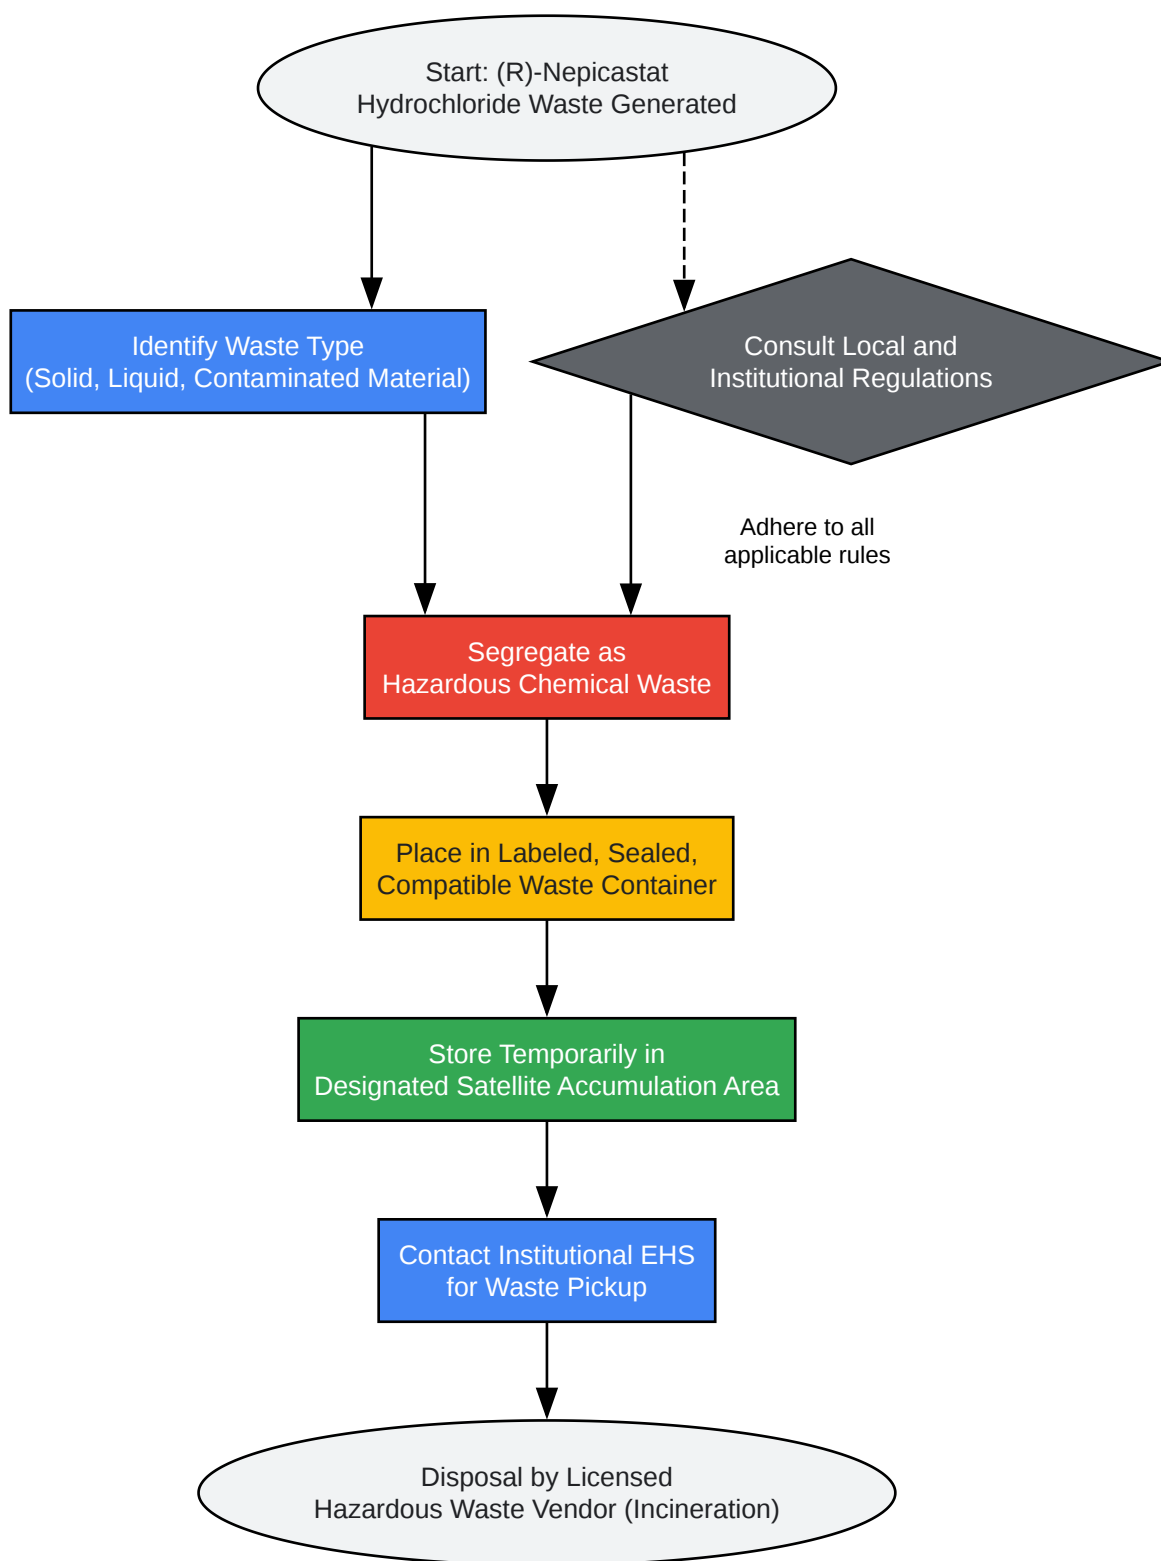 Start: (R)-Nepicastat
Hydrochloride Waste Generated
Identify Waste Type
(Solid, Liquid, Contaminated Material)
Consult Local and
Institutional Regulations
Adhere to all
applicable rules
Segregate as
Hazardous Chemical Waste
Place in Labeled, Sealed,
Compatible Waste Container
Store Temporarily in
Designated Satellite Accumulation Area
Contact Institutional EHS
for Waste Pickup
Disposal by Licensed
Hazardous Waste Vendor (Incineration)